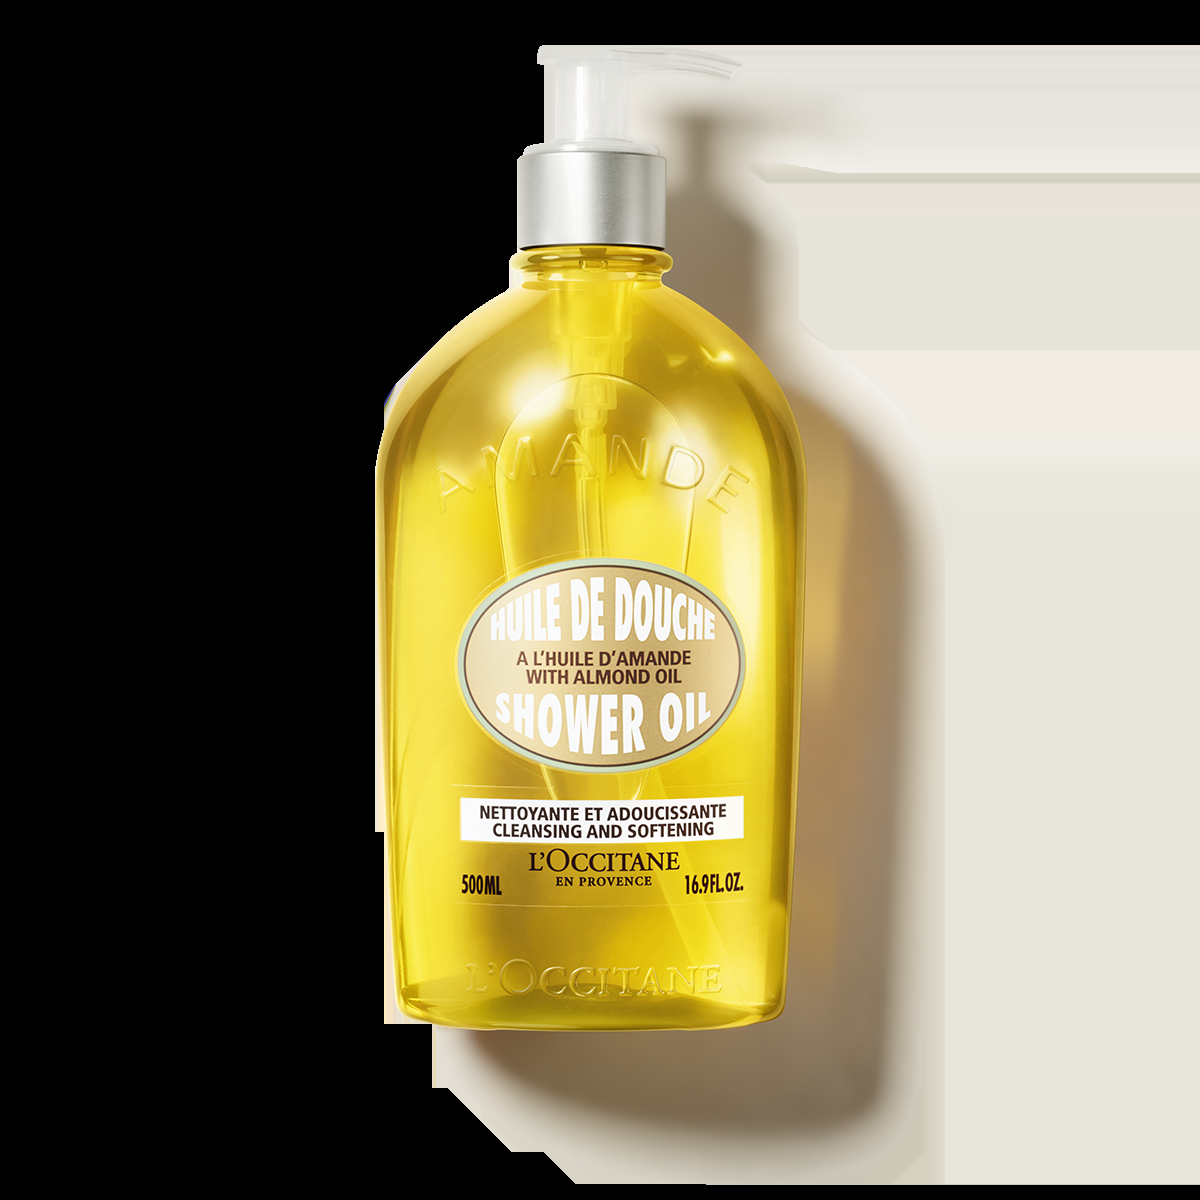 AMANDE
HUILE DE DOUCHE
A L'HUILE D'AMANDE
WITH ALMOND OIL
SHOWER OIL
NETTOYANTE ET ADOUCISSANTE
CLEANSING AND SOFTENING
L'OCCITANE
EN PROVENCE
500ML 16.9FL.OZ.
L'OCCITANE